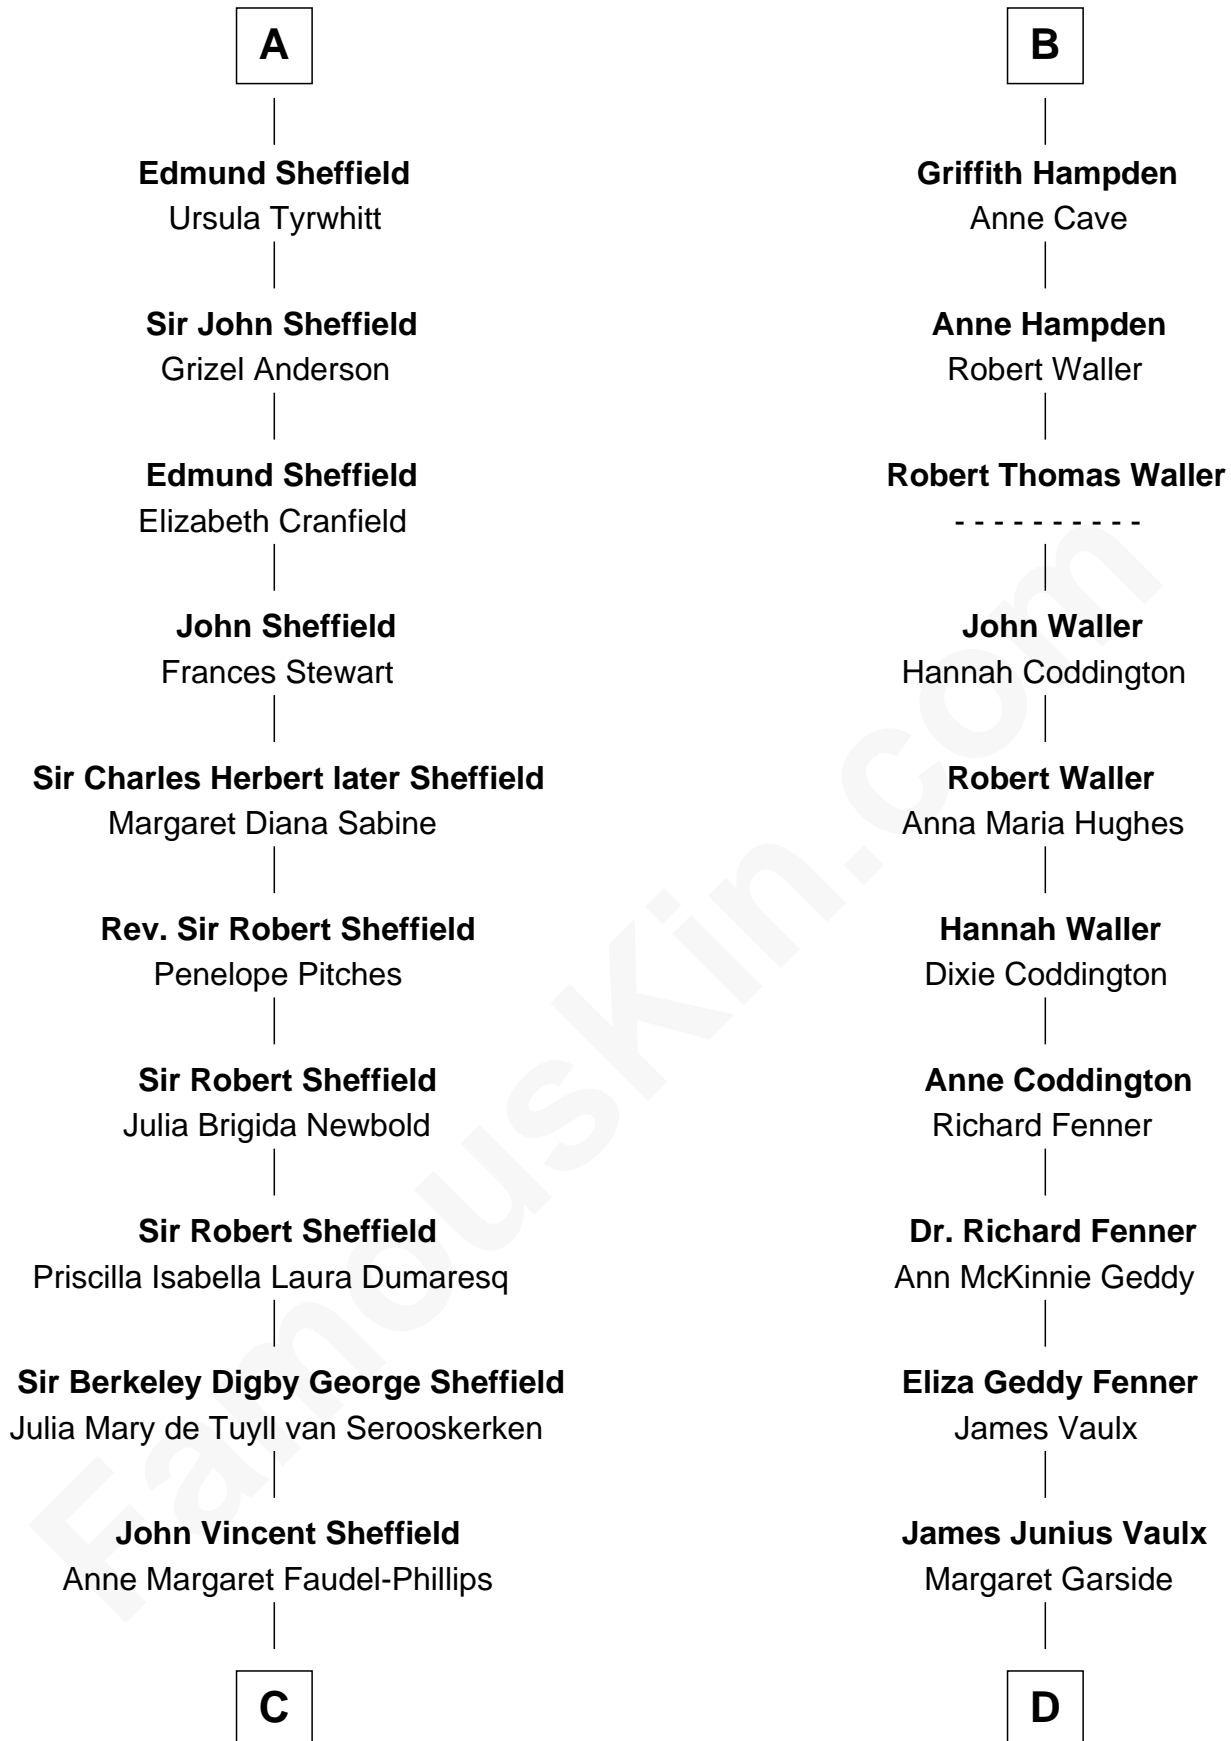 A
Edmund Sheffield
Ursula Tyrwhitt
Sir John Sheffield
Grizel Anderson
Edmund Sheffield
Elizabeth Cranfield
John Sheffield
Frances Stewart
Sir Charles Herbert later Sheffield
Margaret Diana Sabine
Rev. Sir Robert Sheffield
Penelope Pitches
Sir Robert Sheffield
Julia Brigida Newbold
Sir Robert Sheffield
Priscilla Isabella Laura Dumaresq
Sir Berkeley Digby George Sheffield
Julia Mary de Tuyll van Serooskerken
John Vincent Sheffield
Anne Margaret Faudel-Phillips
C
B
Griffith Hampden
Anne Cave
Anne Hampden
Robert Waller
Robert Thomas Waller
- - - - - - - - - -
John Waller
Hannah Coddington
Robert Waller
Anna Maria Hughes
Hannah Waller
Dixie Coddington
Anne Coddington
Richard Fenner
Dr. Richard Fenner
Ann McKinnie Geddy
Eliza Geddy Fenner
James Vaulx
James Junius Vaulx
Margaret Garside
D
FamousKin.com